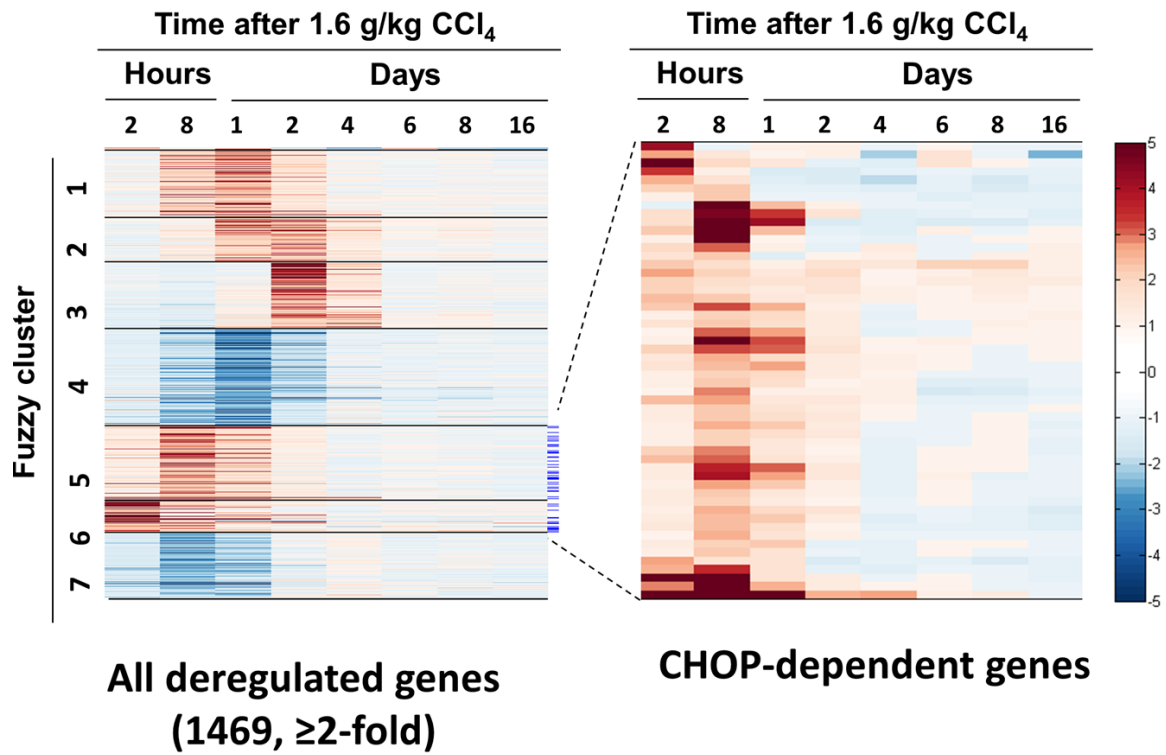 Time after 1.6 g/kg CCl₄
Hours Days
2 8 1 2 4 6 8 16
Fuzzy cluster
1
2
3
4
5
6
7
All deregulated genes
(1469, ≥2-fold)
Time after 1.6 g/kg CCl₄
Hours Days
2 8 1 2 4 6 8 16
CHOP-dependent genes
5
4
3
2
1
0
-1
-2
-3
-4
-5